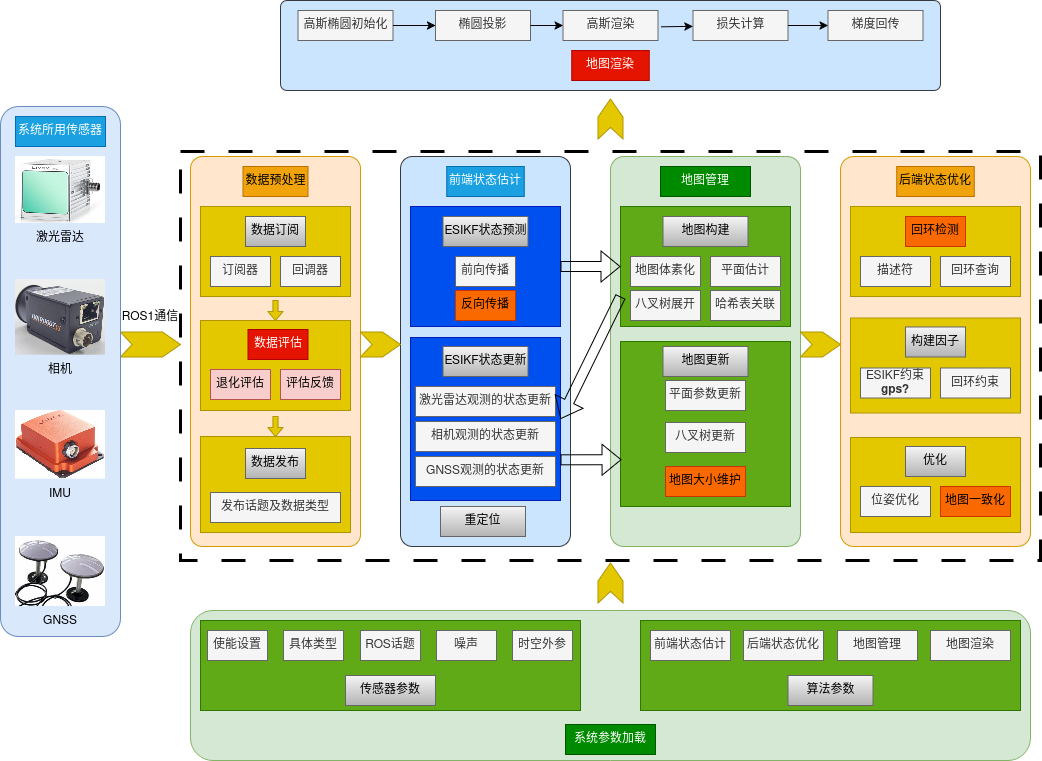 高斯椭圆初始化
椭圆投影
高斯渲染
损失计算
梯度回传
地图渲染
系统所用传感器
激光雷达
相机
IMU
GNSS
ROS1通信
数据预处理
数据订阅
订阅器
回调器
数据评估
退化评估
评估反馈
数据发布
发布话题及数据类型
前端状态估计
ESIKF状态预测
前向传播
反向传播
ESIKF状态更新
激光雷达观测的状态更新
相机观测的状态更新
GNSS观测的状态更新
重定位
地图管理
地图构建
地图体素化
平面估计
八叉树展开
哈希表关联
地图更新
平面参数更新
八叉树更新
地图大小维护
后端状态优化
回环检测
描述符
回环查询
构建因子
ESIKF约束
gps?
回环约束
优化
位姿优化
地图一致化
使能设置
具体类型
ROS话题
噪声
时空外参
传感器参数
前端状态估计
后端状态优化
地图管理
地图渲染
算法参数
系统参数加载